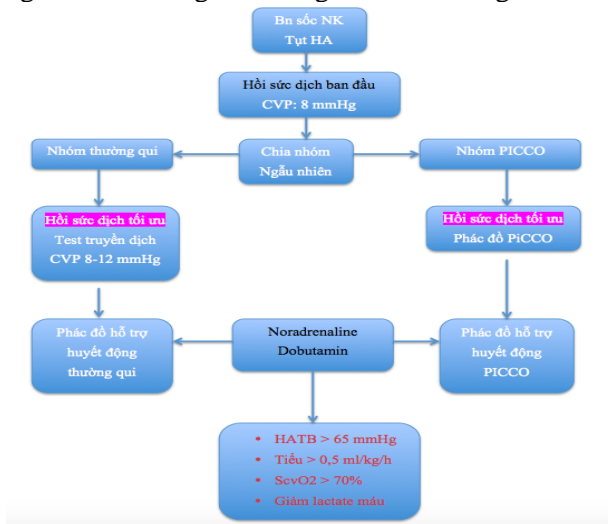 Bn sốc NK
Tụt HA
Hồi sức dịch ban đầu
CVP: 8 mmHg
Nhóm thường qui
Chia nhóm
Ngẫu nhiên
Nhóm PICCO
Hồi sức dịch tối ưu
Test truyền dịch
CVP 8-12 mmHg
Hồi sức dịch tối ưu
Phác đồ PiCCO
Phác đồ hỗ trợ
huyết động
thường qui
Noradrenaline
Dobutamin
Phác đồ hỗ trợ
huyết động
PICCO
• HATB > 65 mmHg
• Tiểu > 0,5 ml/kg/h
• ScvO2 > 70%
• Giảm lactate máu